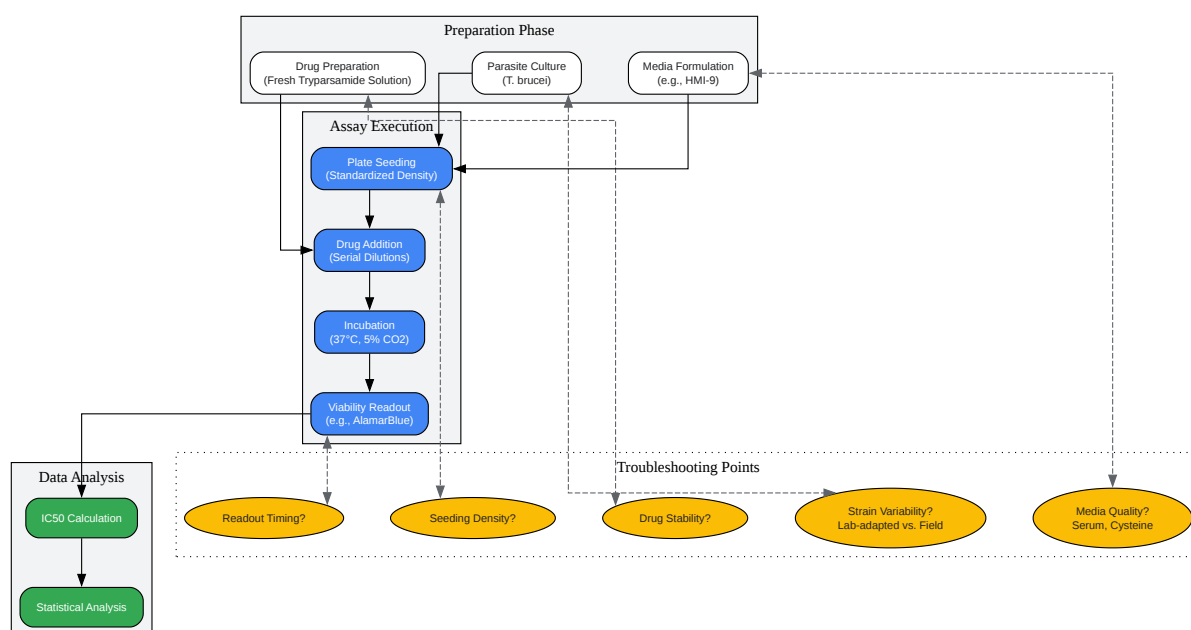 Preparation Phase
Drug Preparation
(Fresh Tryparsamide Solution)
Parasite Culture
(T. brucei)
Media Formulation
(e.g., HMI-9)
Assay Execution
Plate Seeding
(Standardized Density)
Drug Addition
(Serial Dilutions)
Incubation
(37°C, 5% CO2)
Viability Readout
(e.g., AlamarBlue)
Data Analysis
IC50 Calculation
Statistical Analysis
Troubleshooting Points
Readout Timing?
Seeding Density?
Drug Stability?
Strain Variability?
Lab-adapted vs. Field
Media Quality?
Serum, Cysteine